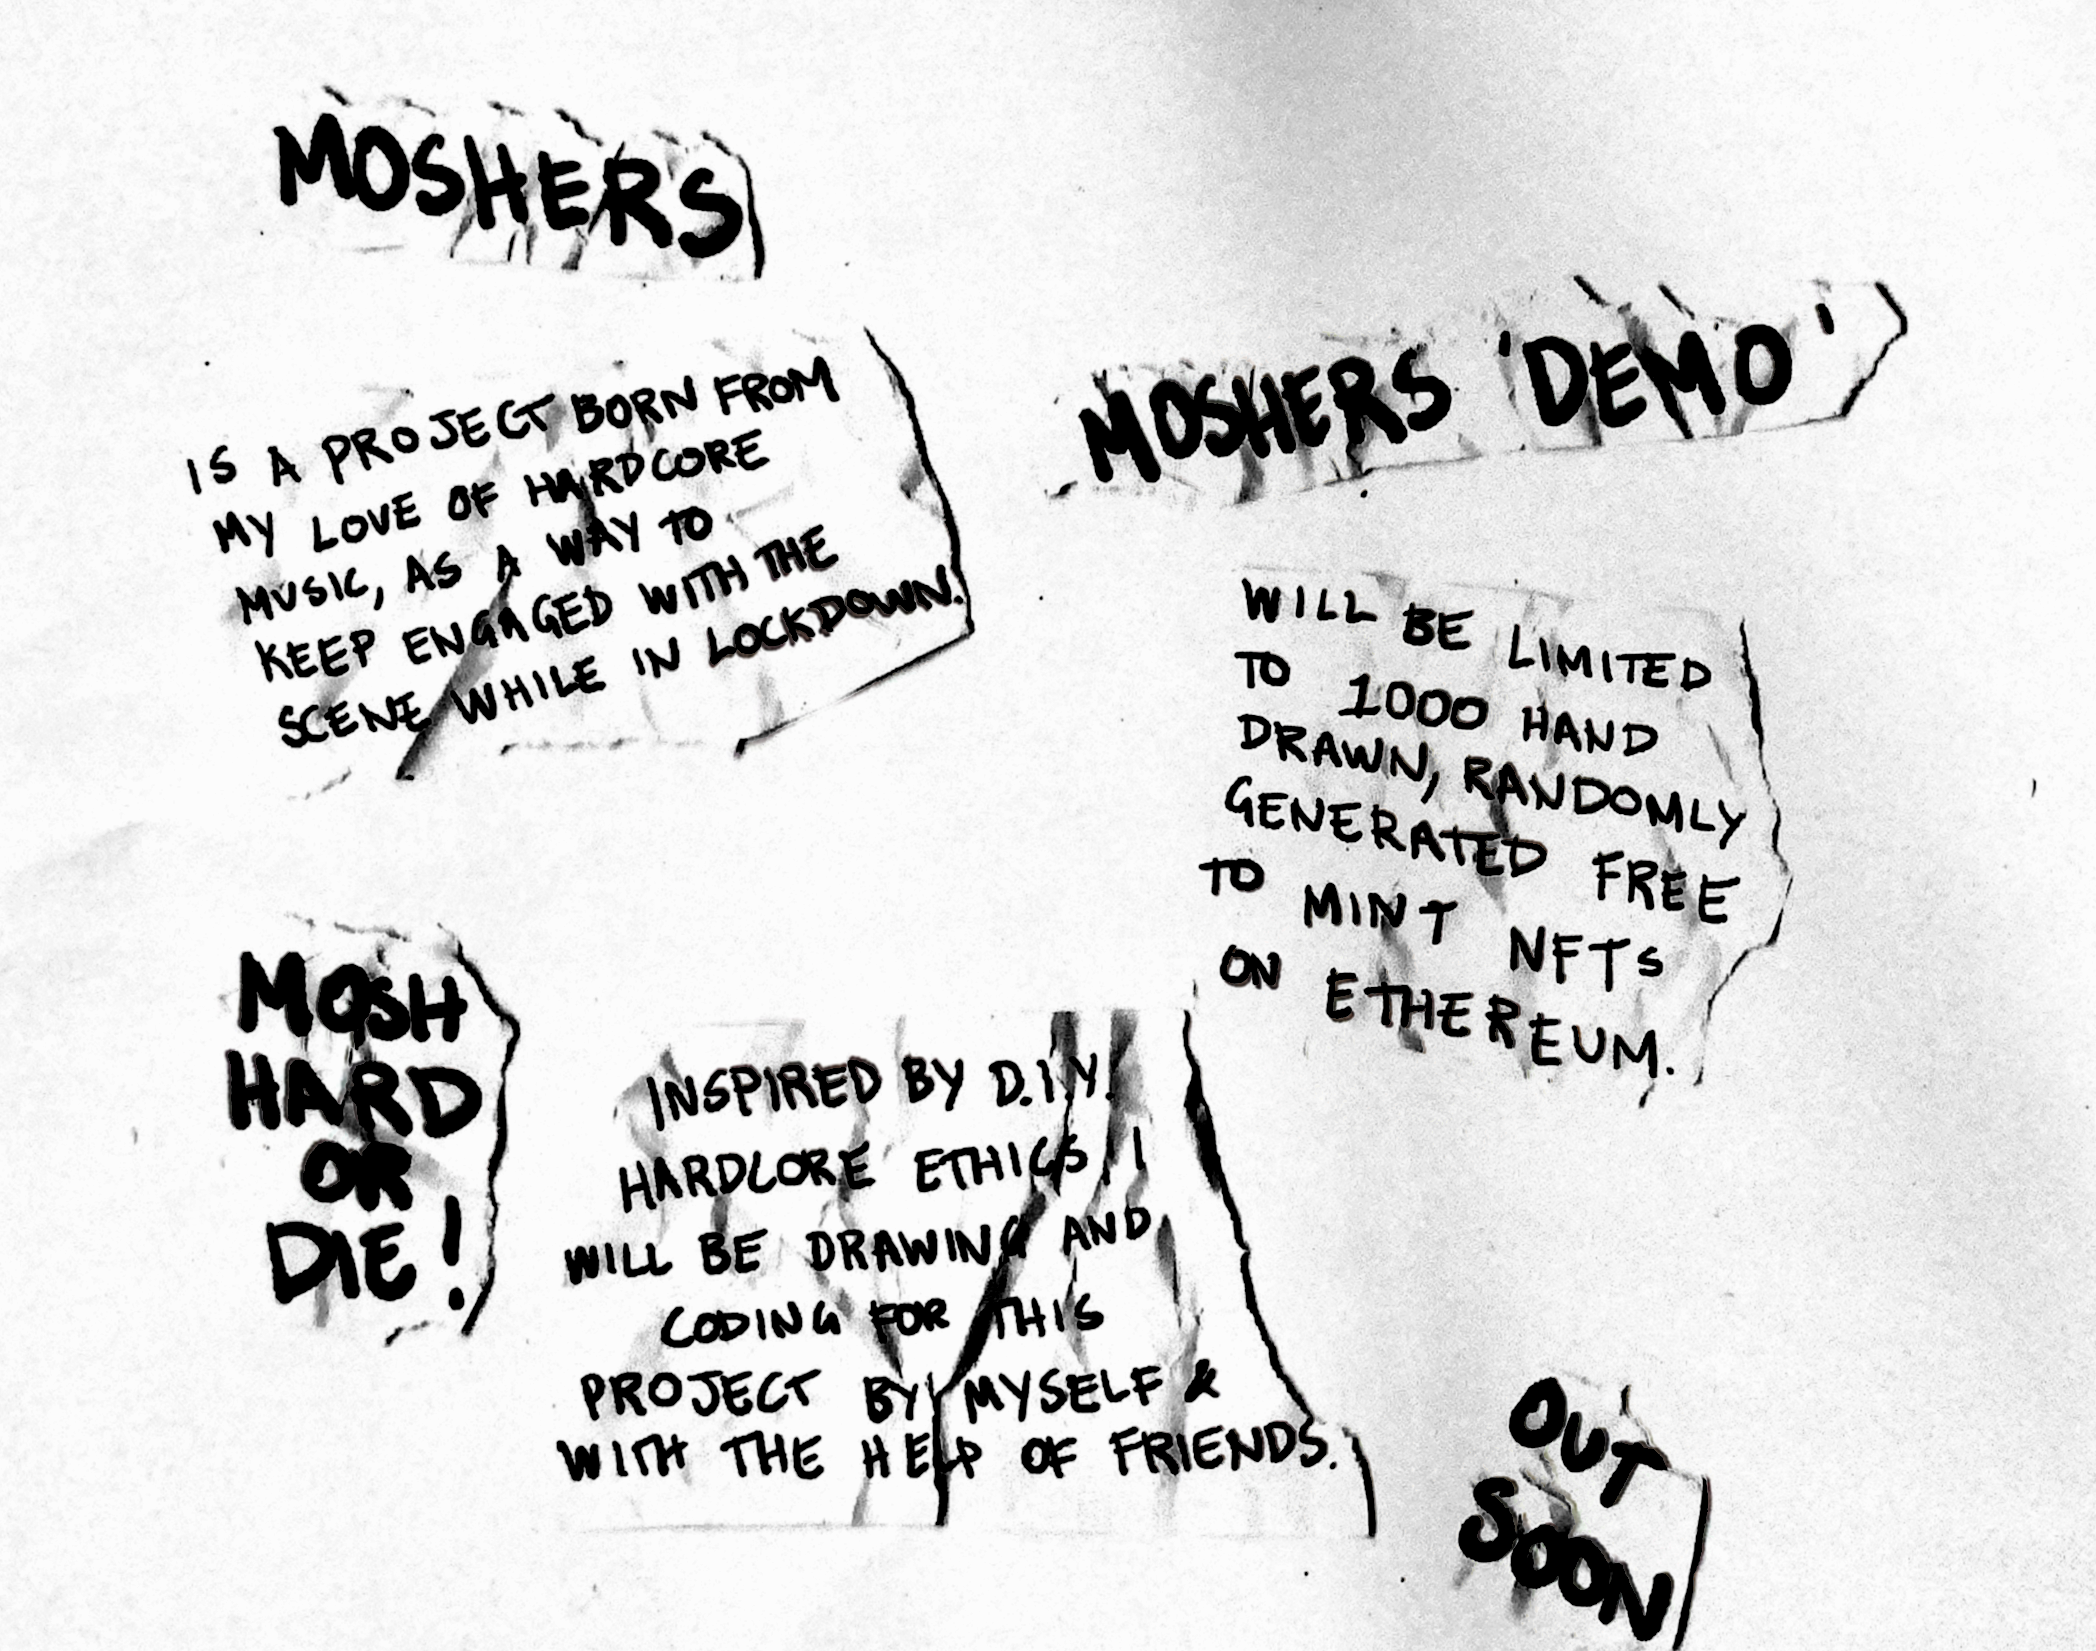 MOSHERS
IS A PROJECT BORN FROM
MY LOVE OF HARDCORE
MUSIC, AS A WAY TO
KEEP ENGAGED WITH THE
SCENE WHILE IN LOCKDOWN.
MOSHERS 'DEMO'
WILL BE LIMITED
TO 1000 HAND
DRAWN, RANDOMLY
GENERATED FREE
TO MINT NFTs
ON ETHEREUM.
MOSH
HARD
OR
DIE!
INSPIRED BY D.I.Y.
HARDCORE ETHICS, I
WILL BE DRAWING AND
CODING FOR THIS
PROJECT BY MYSELF &
WITH THE HELP OF FRIENDS.
OUT
SOON